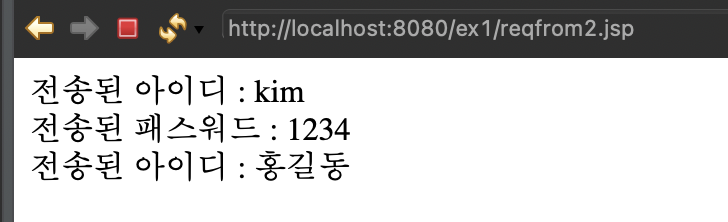 http://localhost:8080/ex1/reqfrom2.jsp
전송된 아이디 : kim
전송된 패스워드 : 1234
전송된 아이디 : 홍길동